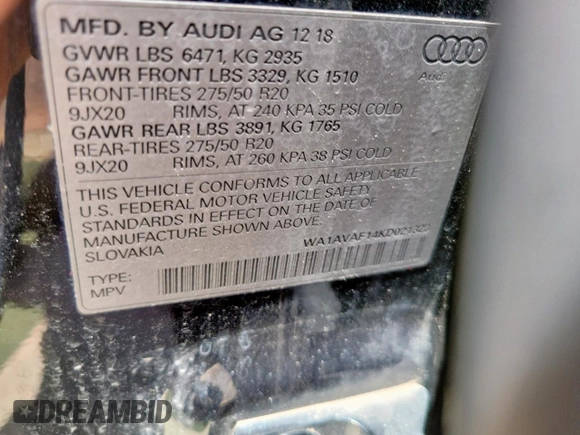 MFD. BY AUDI AG 12 18
GVWR LBS 6471, KG 2935
GAWR FRONT LBS 3329, KG 1510
FRONT-TIRES 275/50 R20
9JX20 RIMS, AT 240 KPA 35 PSI COLD
GAWR REAR LBS 3891, KG 1765
REAR-TIRES 275/50 R20
9JX20 RIMS, AT 260 KPA 38 PSI COLD
Audi
THIS VEHICLE CONFORMS TO ALL APPLICABLE
U.S. FEDERAL MOTOR VEHICLE SAFETY
STANDARDS IN EFFECT ON THE DATE OF
MANUFACTURE SHOWN ABOVE.
SLOVAKIA WA1AVAF14KD021323
TYPE:
MPV
DREAMBID